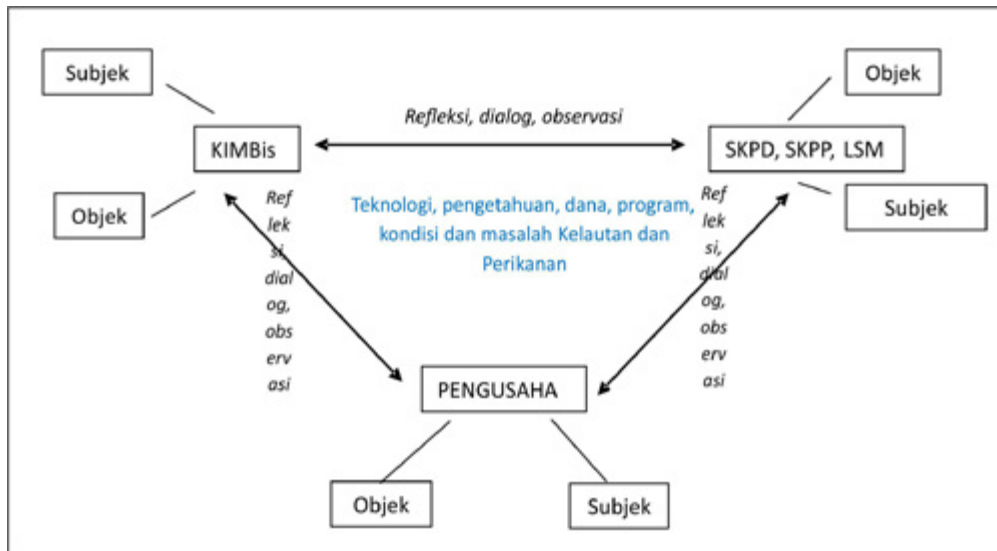 Subjek
Objek
Refleksi, dialog, observasi
KIMBis
SKPD, SKPP, LSM
Objek
Subjek
Ref
lek
si,
dial
og,
obs
erv
asi
Teknologi, pengetahuan, dana, program,
kondisi dan masalah Kelautan dan
Perikanan
Ref
lek
si,
dial
og,
obs
erv
asi
PENGUSAHA
Objek
Subjek